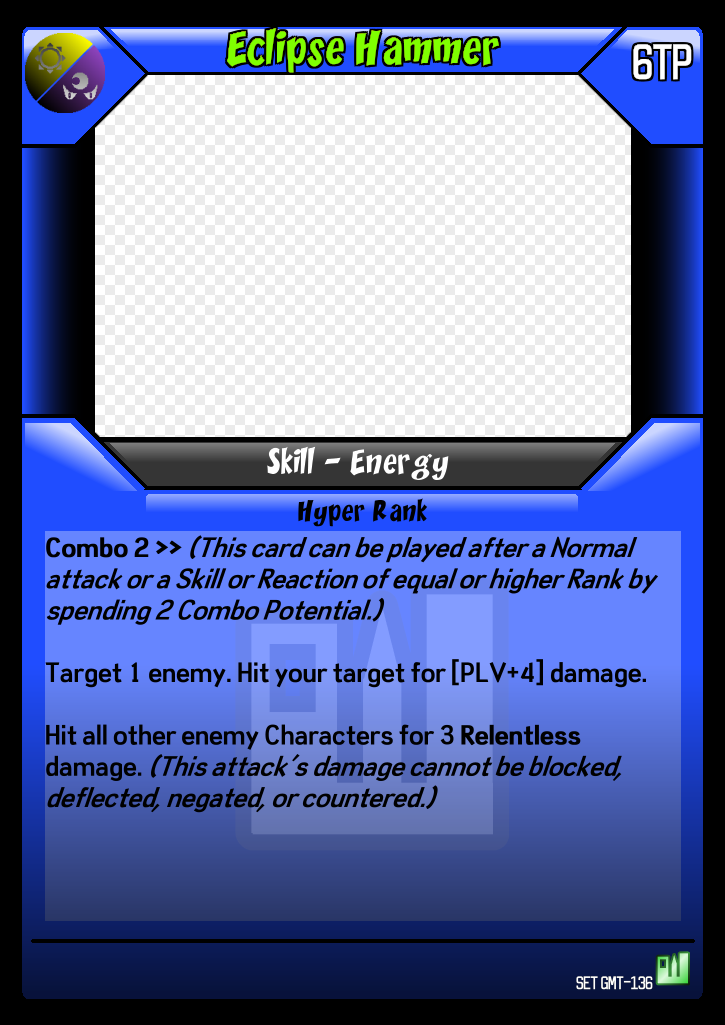 Eclipse Hammer
6TP
Skill - Energy
Hyper Rank
Combo 2 >> (This card can be played after a Normal
attack or a Skill or Reaction of equal or higher Rank by
spending 2 Combo Potential.)
Target 1 enemy. Hit your target for [PLV+4] damage.
Hit all other enemy Characters for 3 Relentless
damage. (This attack's damage cannot be blocked,
deflected, negated, or countered.)
SET GMT-136